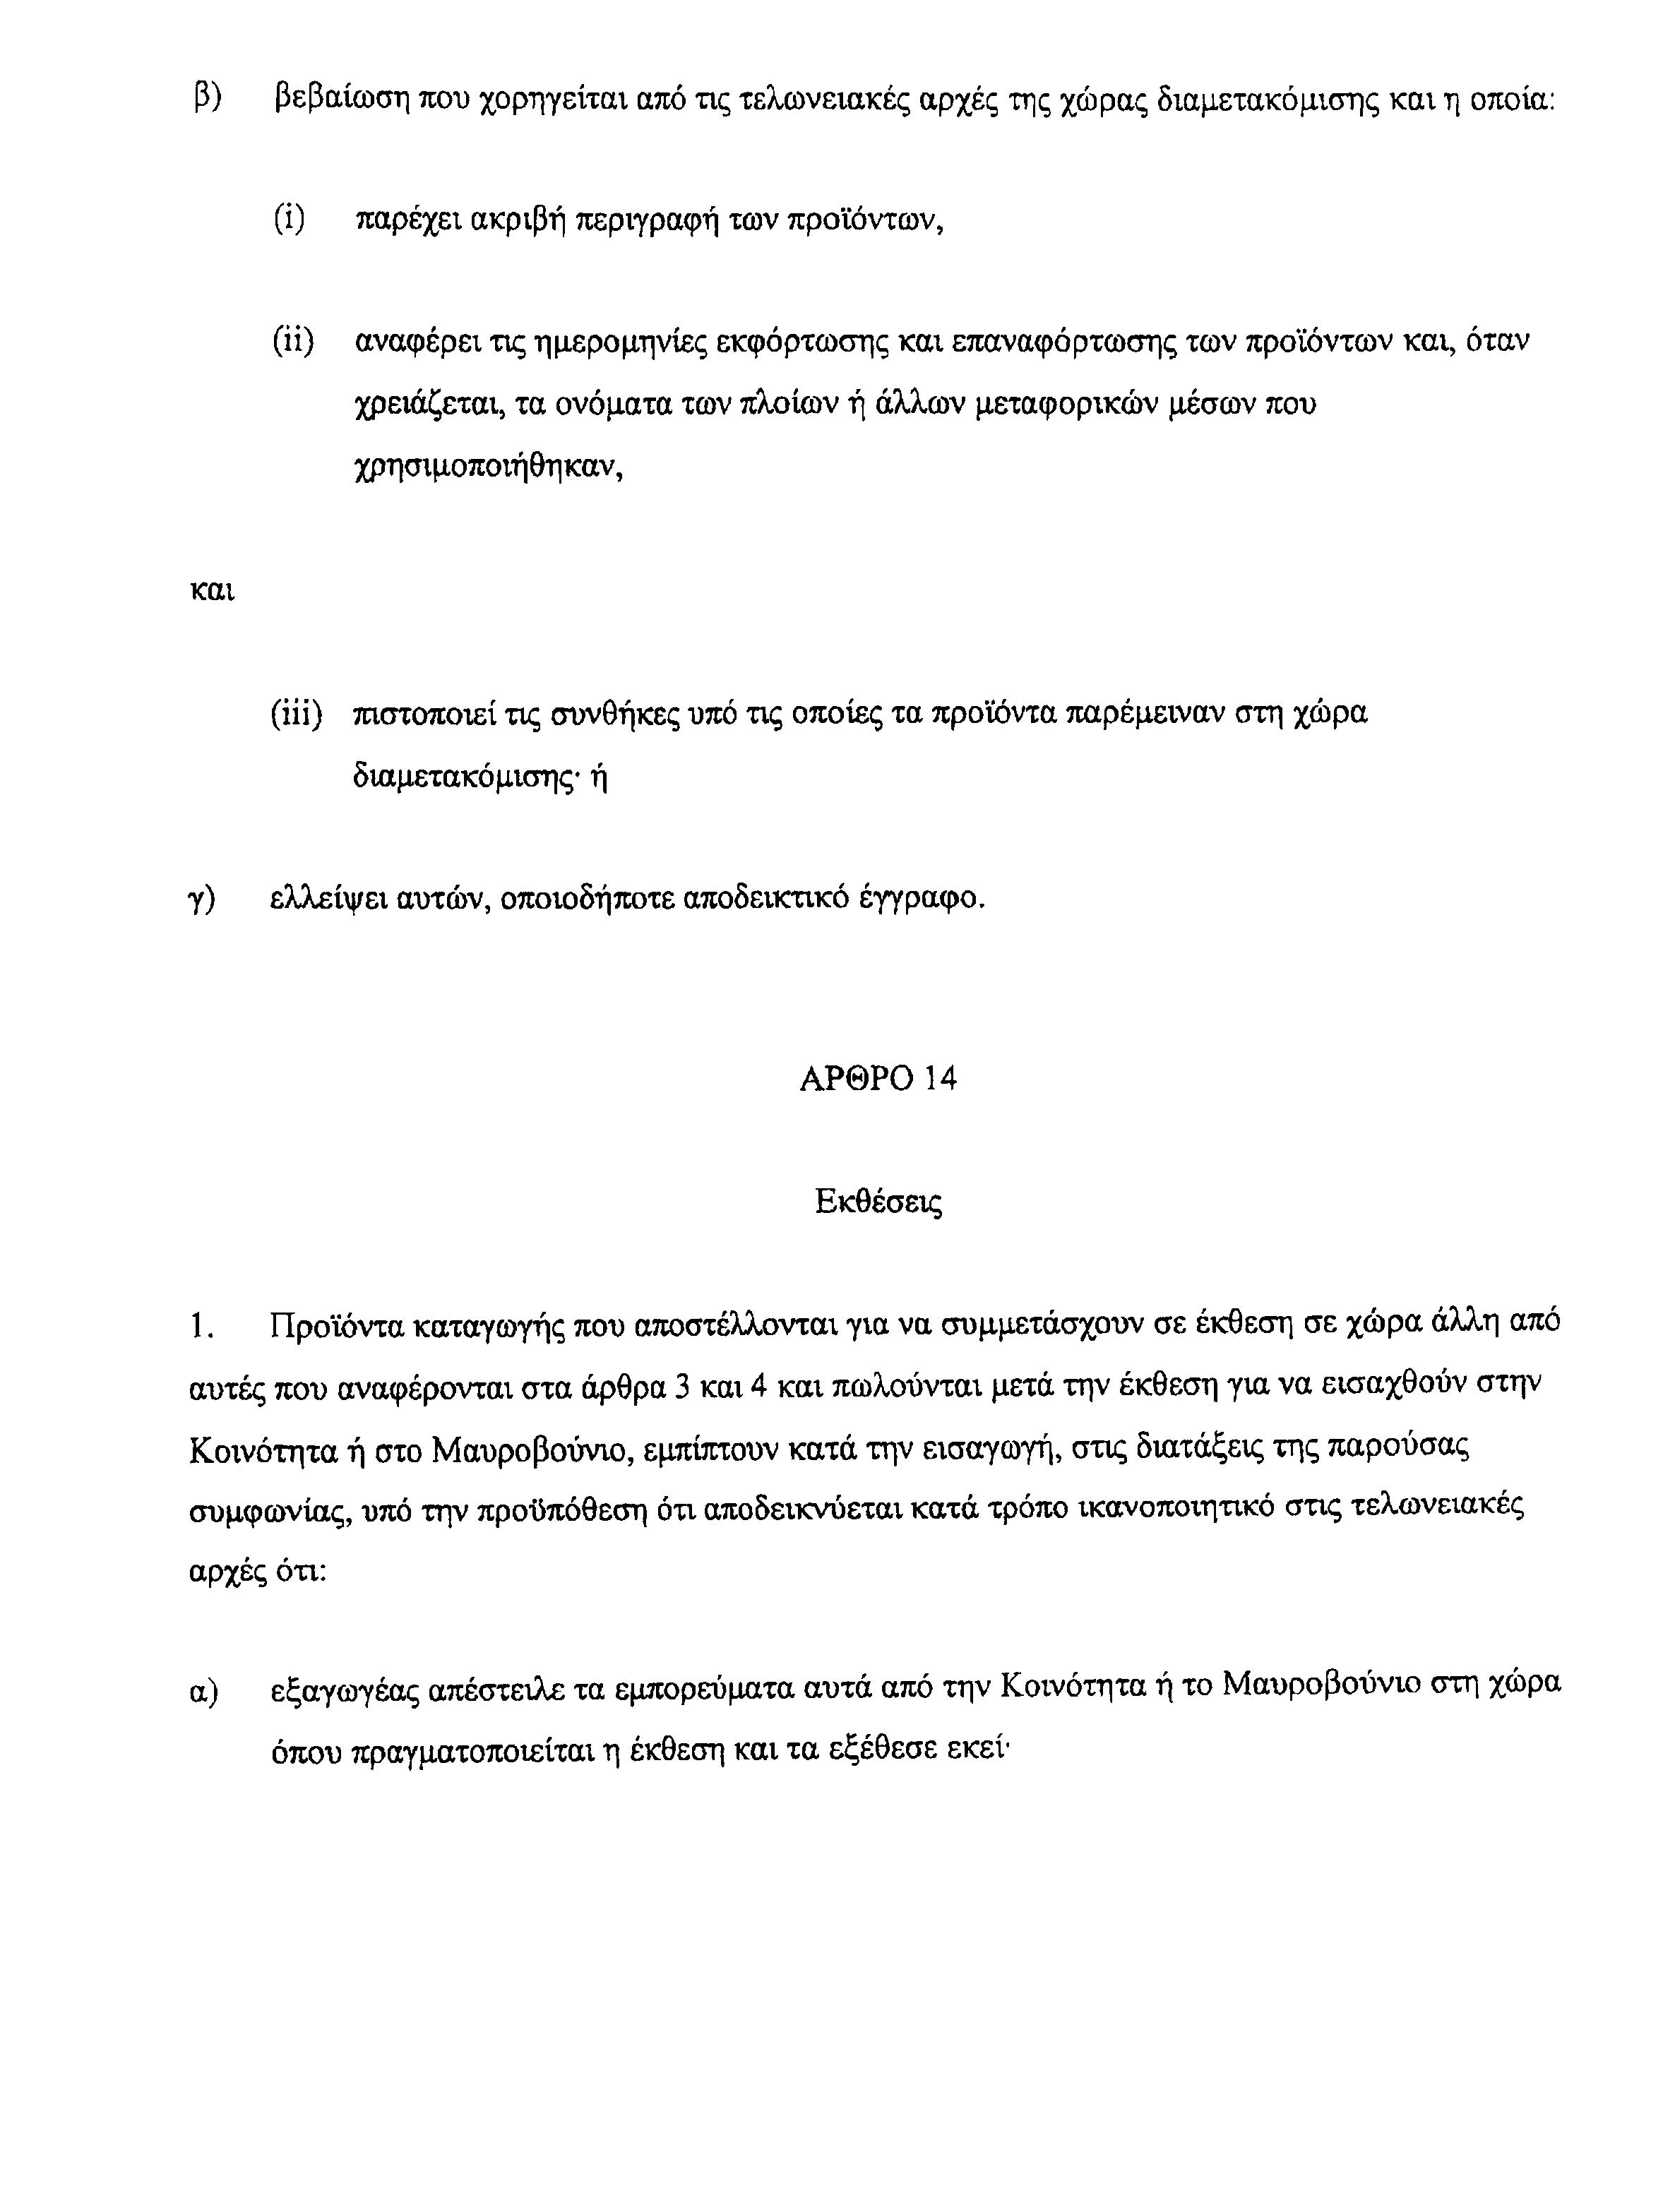 β) βεβαίωση που χορηγείται από τις τελωνειακές αρχές της χώρας διαμετακόμισης και η οποία:
(i) παρέχει ακριβή περιγραφή των προϊόντων,
(ii) αναφέρει τις ημερομηνίες εκφόρτωσης και επαναφόρτωσης των προϊόντων και, όταν
χρειάζεται, τα ονόματα των πλοίων ή άλλων μεταφορικών μέσων που
χρησιμοποιήθηκαν,
και
(iii) πιστοποιεί τις συνθήκες υπό τις οποίες τα προϊόντα παρέμειναν στη χώρα
διαμετακόμισης· ή
γ) ελλείψει αυτών, οποιοδήποτε αποδεικτικό έγγραφο.
ΑΡΘΡΟ 14
Εκθέσεις
1. Προϊόντα καταγωγής που αποστέλλονται για να συμμετάσχουν σε έκθεση σε χώρα άλλη από
αυτές που αναφέρονται στα άρθρα 3 και 4 και πωλούνται μετά την έκθεση για να εισαχθούν στην
Κοινότητα ή στο Μαυροβούνιο, εμπίπτουν κατά την εισαγωγή, στις διατάξεις της παρούσας
συμφωνίας, υπό την προϋπόθεση ότι αποδεικνύεται κατά τρόπο ικανοποιητικό στις τελωνειακές
αρχές ότι:
α) εξαγωγέας απέστειλε τα εμπορεύματα αυτά από την Κοινότητα ή το Μαυροβούνιο στη χώρα
όπου πραγματοποιείται η έκθεση και τα εξέθεσε εκεί·